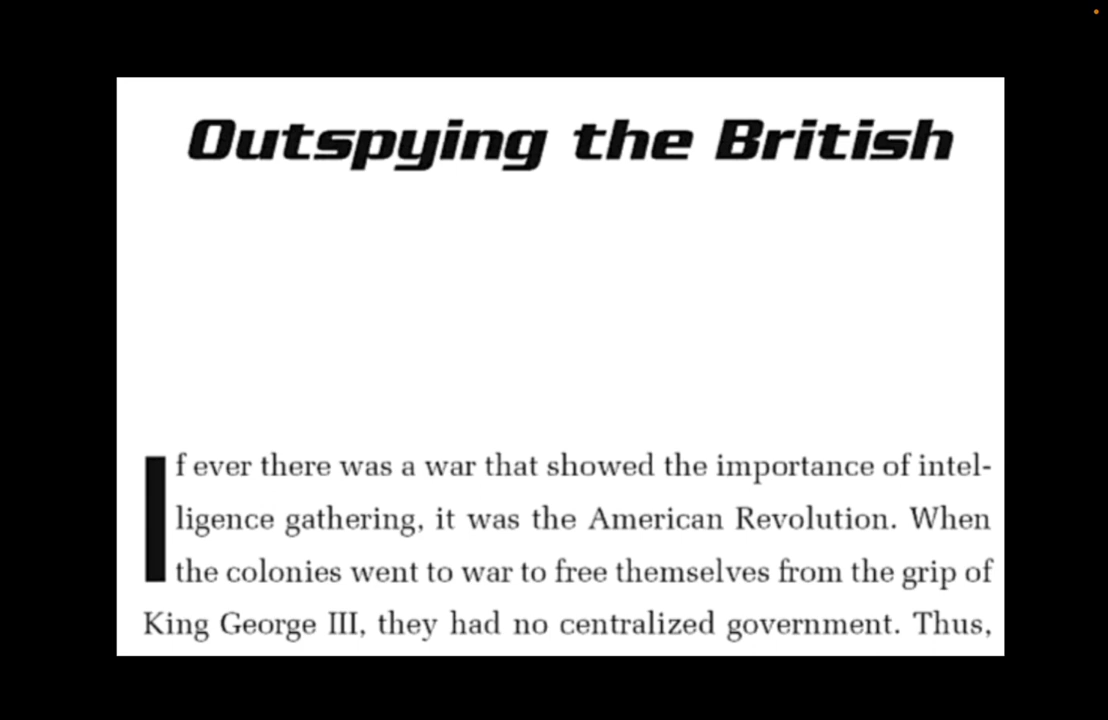 Outspying the British
If ever there was a war that showed the importance of intel-
ligence gathering, it was the American Revolution. When
the colonies went to war to free themselves from the grip of
King George III, they had no centralized government. Thus,